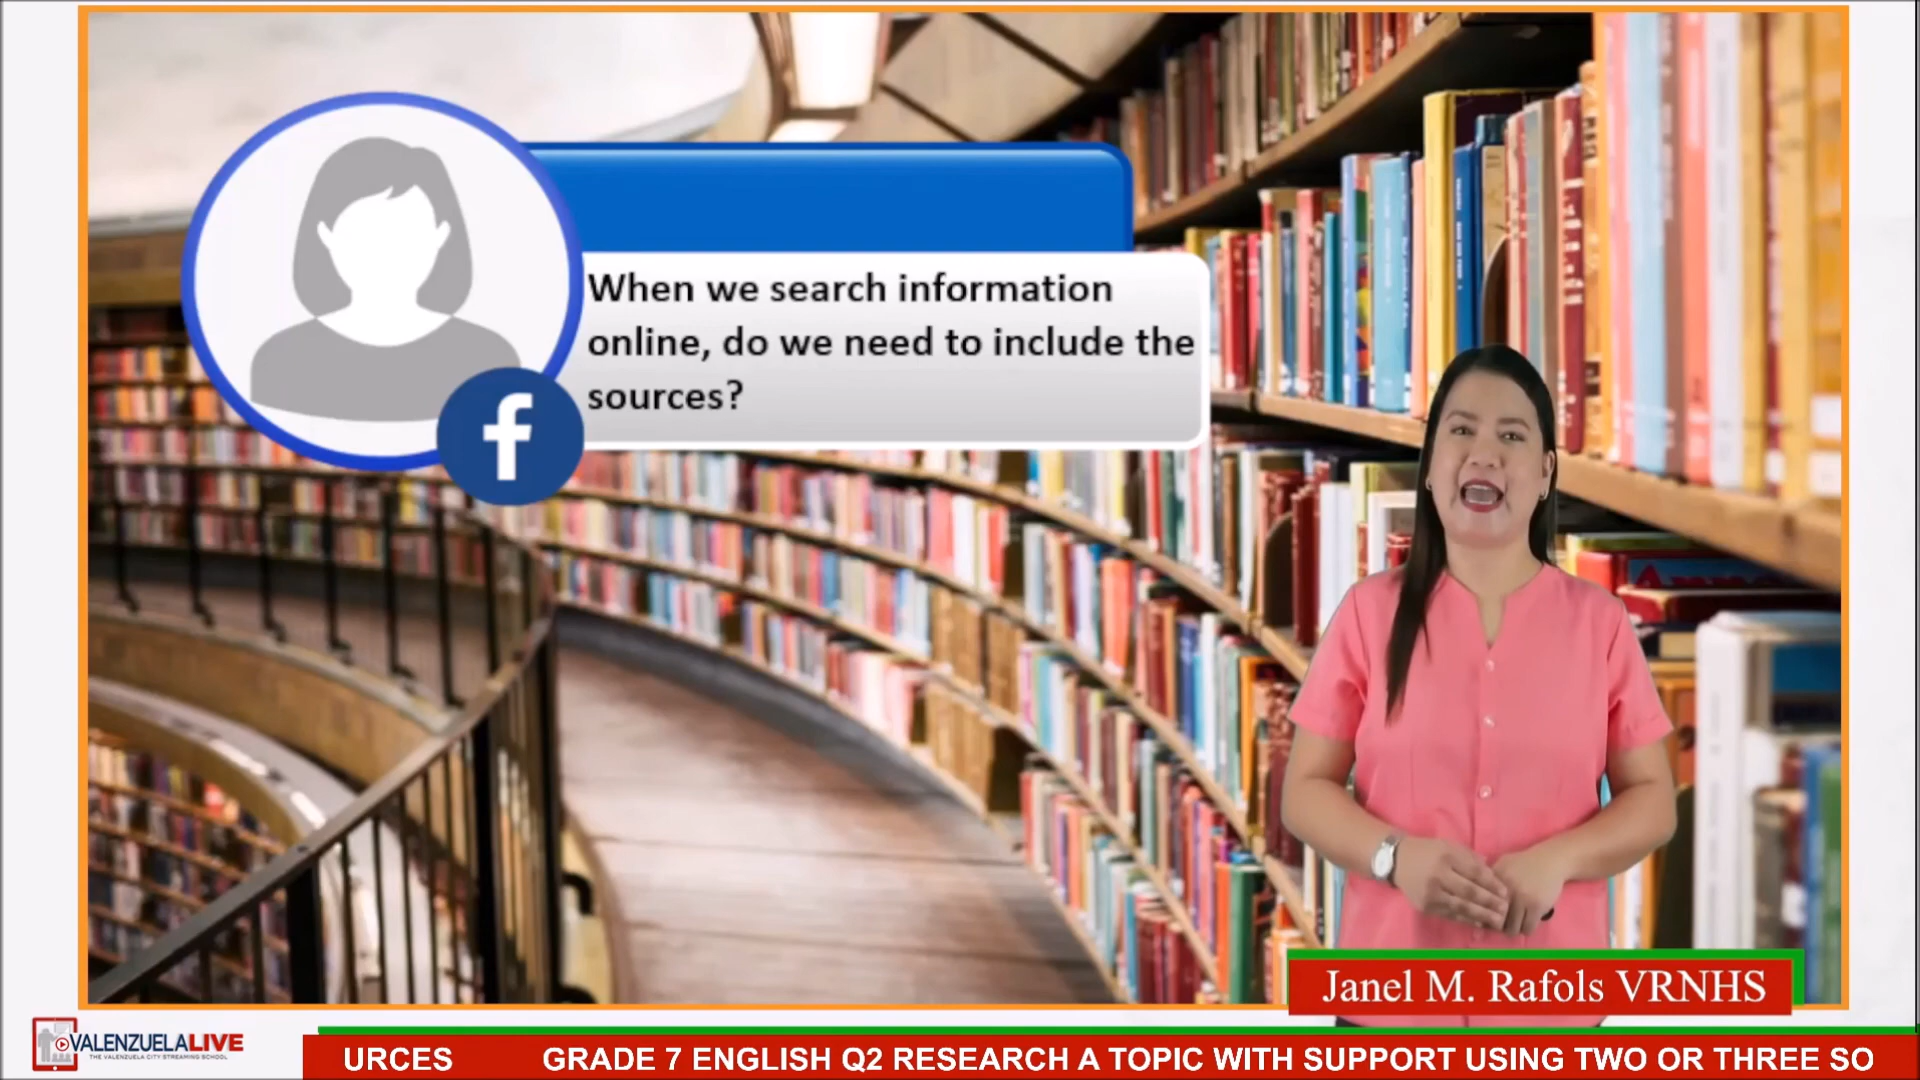 When we search information
online, do we need to include the
sources?
f
Janel M. Rafols VRNHS
VALENZUELALIVE
THE VALENZUELA CITY STREAMING SCHOOL
URCES GRADE 7 ENGLISH Q2 RESEARCH A TOPIC WITH SUPPORT USING TWO OR THREE SO